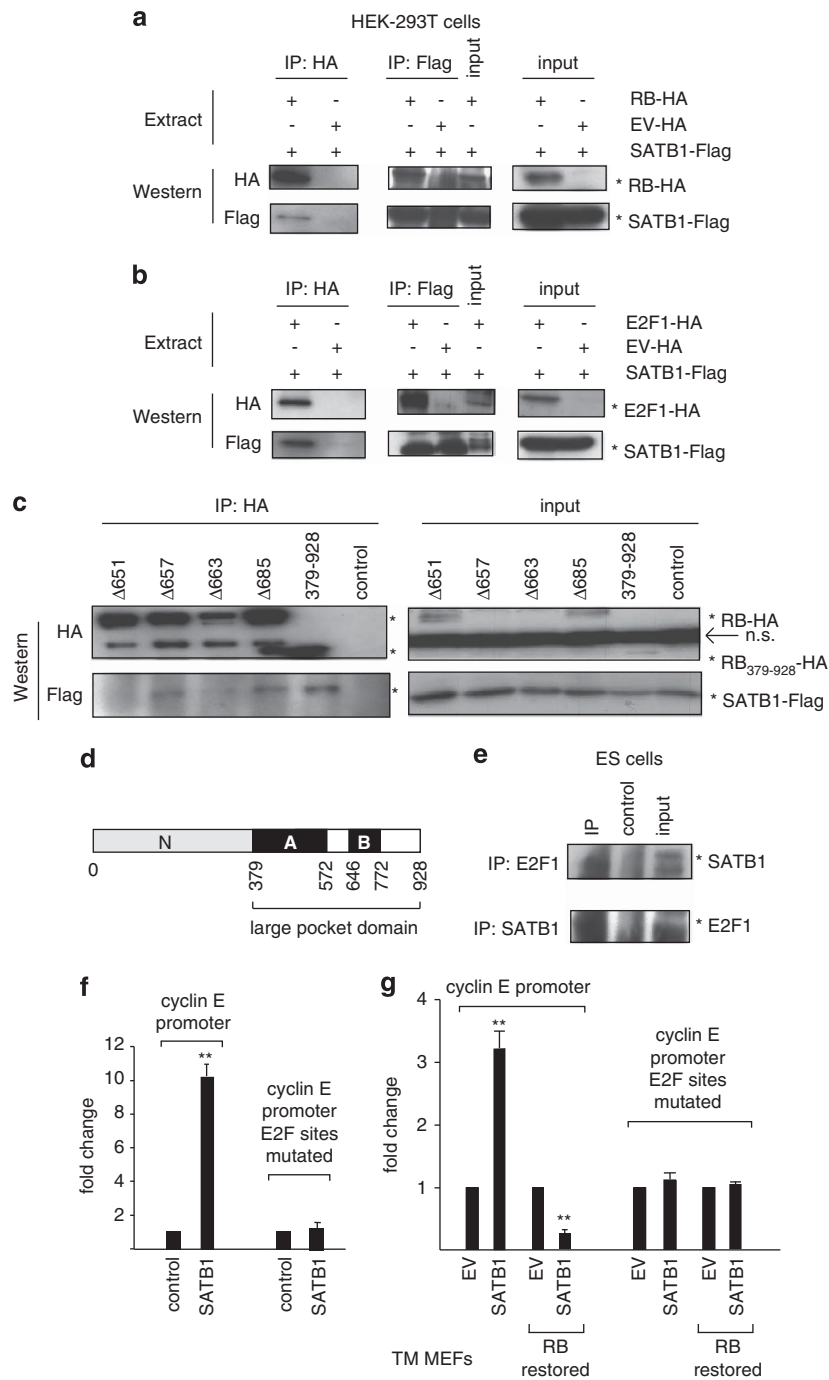 a
HEK-293T cells
IP: HA
IP: Flag
input
input
Extract
+ - + - + + - RB-HA
- + - + - - + EV-HA
+ + + + + + + SATB1-Flag
Western
HA
* RB-HA
Flag
* SATB1-Flag
b
IP: HA
IP: Flag
input
input
Extract
+ - + - + + - E2F1-HA
- + - + - - + EV-HA
+ + + + + + + SATB1-Flag
Western
HA
* E2F1-HA
Flag
* SATB1-Flag
c
IP: HA
input
Δ651 Δ657 Δ663 Δ685 379-928 control
Δ651 Δ657 Δ663 Δ685 379-928 control
Western
HA
*
*
* RB-HA
n.s.
* RB379-928-HA
Flag
*
* SATB1-Flag
d
N A B
0 379 572 646 772 928
large pocket domain
e
ES cells
IP control input
IP: E2F1 * SATB1
IP: SATB1 * E2F1
f
cyclin E
promoter
**
cyclin E
promoter
E2F sites
mutated
fold change
12
10
8
6
4
2
control SATB1 control SATB1
g
cyclin E promoter
**
**
cyclin E
promoter
E2F sites
mutated
fold change
4
3
2
1
EV SATB1 EV SATB1 EV SATB1 EV SATB1
TM MEFs
RB
restored
RB
restored